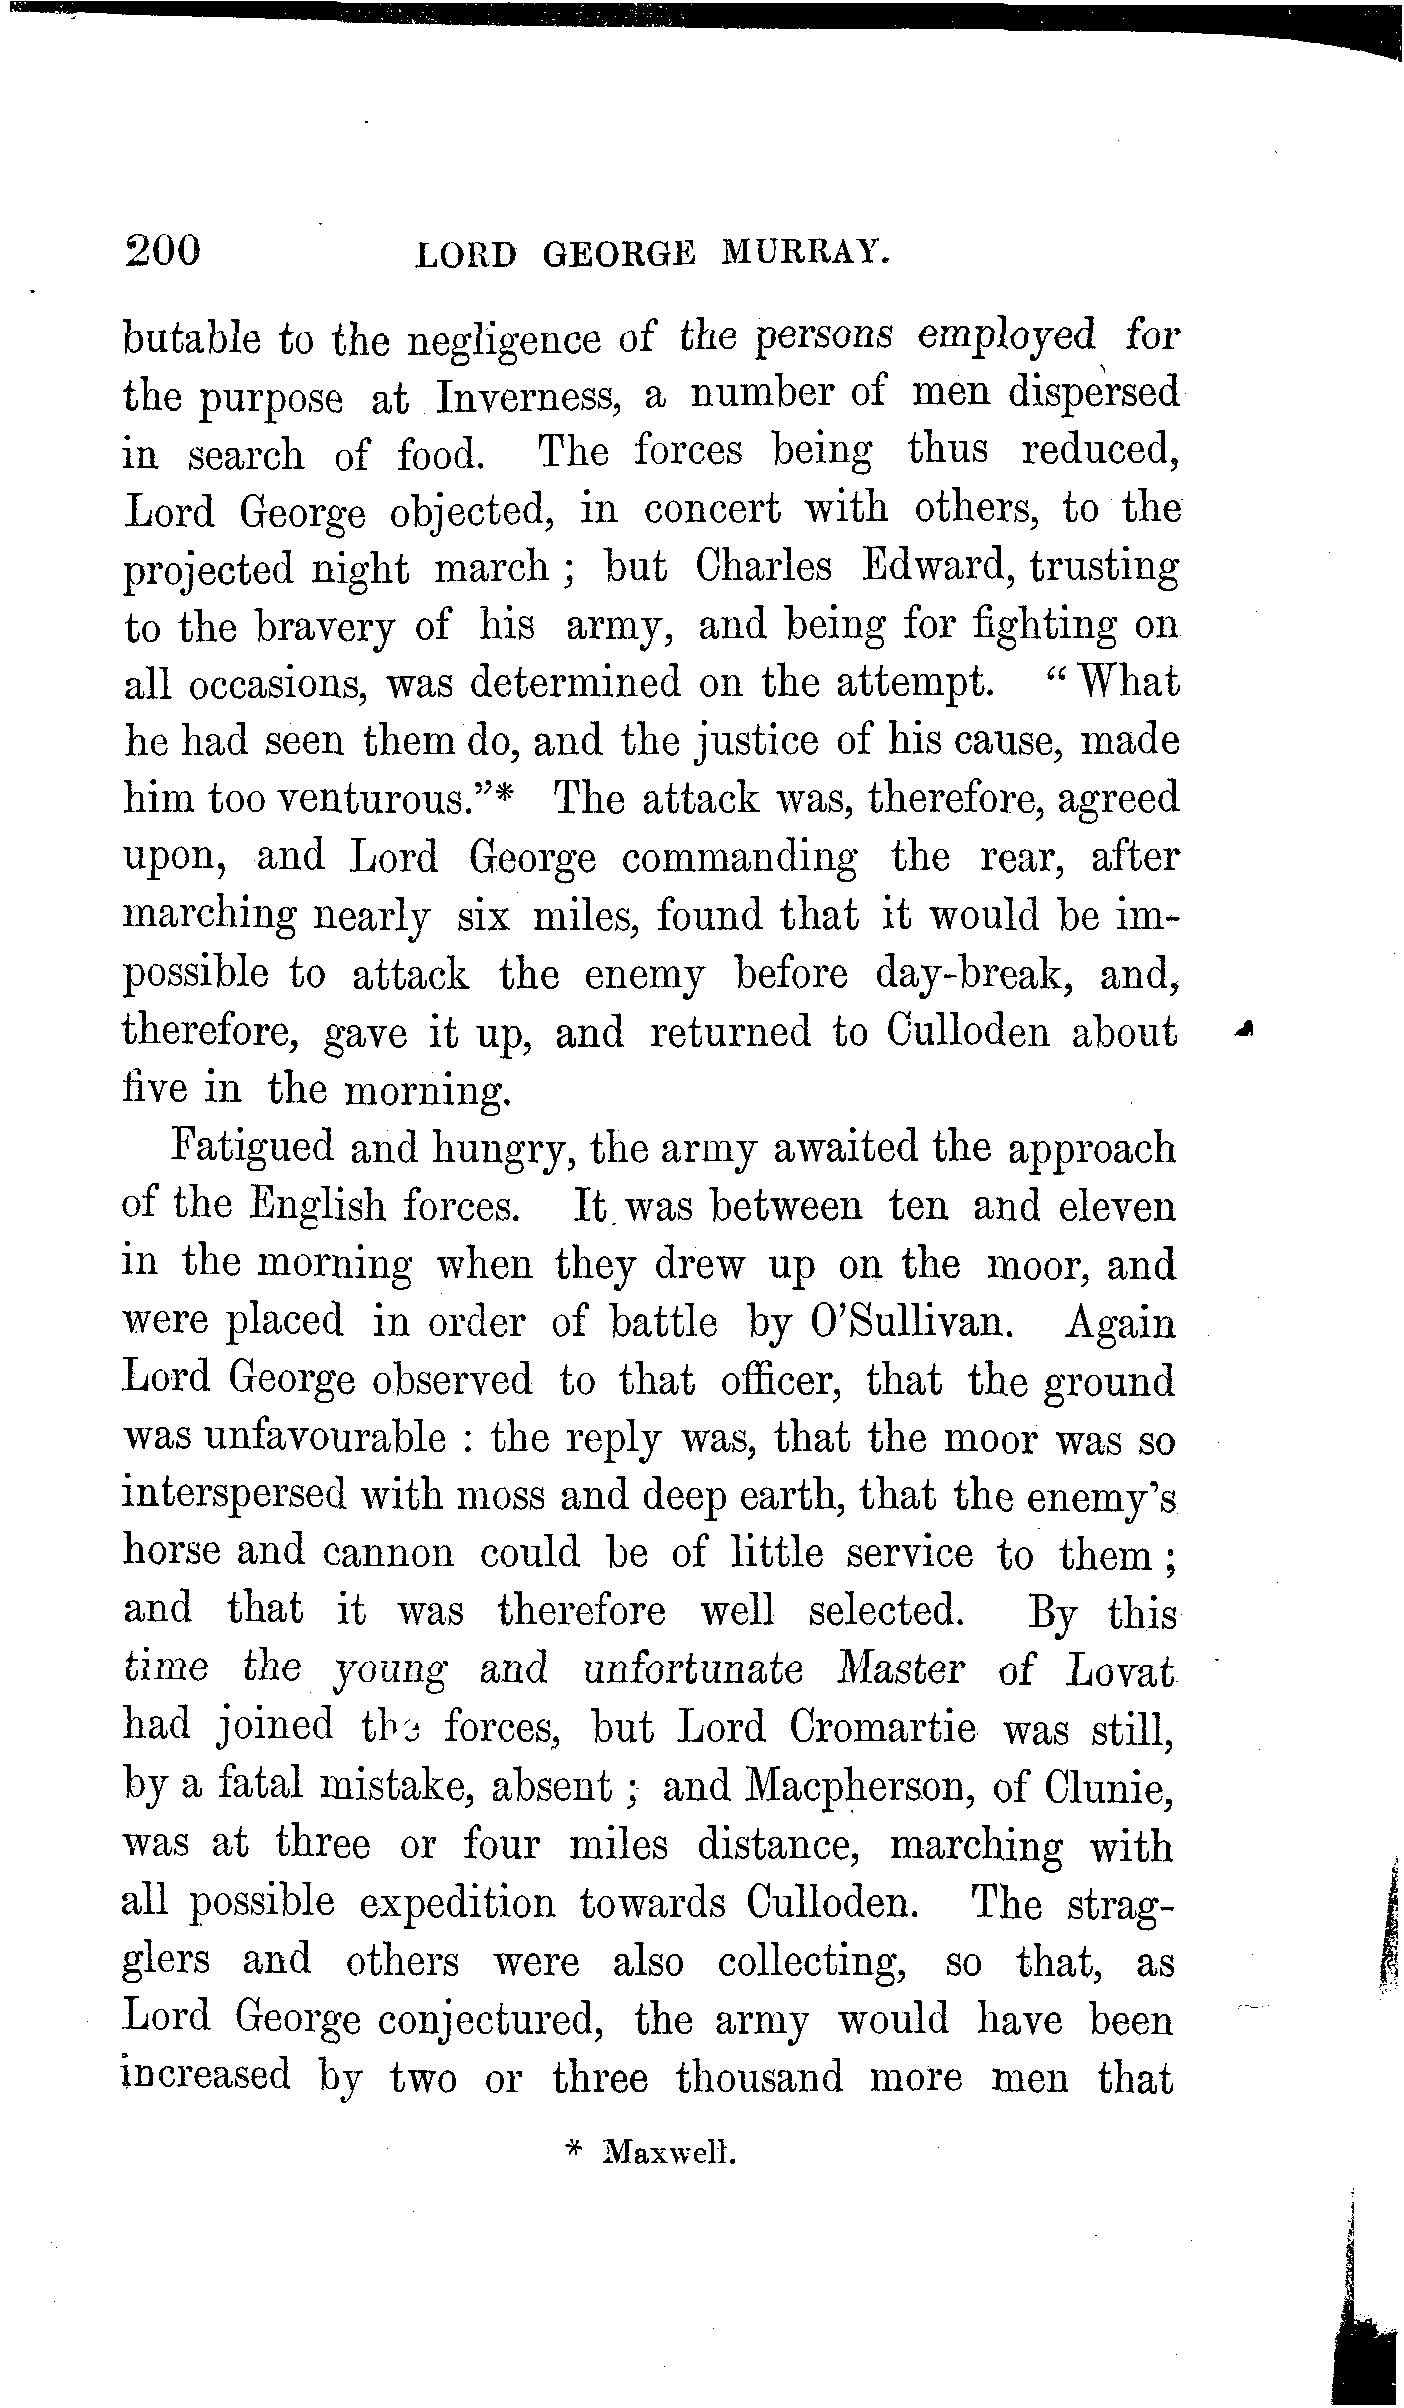 200 LORD GEORGE MURRAY.
butable to the negligence of the persons employed for
the purpose at Inverness, a number of men dispersed
in search of food. The forces being thus reduced,
Lord George objected, in concert with others, to the
projected night march ; but Charles Edward, trusting
to the bravery of his army, and being for fighting on
all occasions, was determined on the attempt. “ What
he had seen them do, and the justice of his cause, made
him too venturous.”* The attack was, therefore, agreed
upon, and Lord George commanding the rear, after
marching nearly six miles, found that it would be im-
possible to attack the enemy before day-break, and,
therefore, gave it up, and returned to Culloden about
five in the morning.
Fatigued and hungry, the army awaited the approach
of the English forces. It was between ten and eleven
in the morning when they drew up on the moor, and
were placed in order of battle by O’Sullivan. Again
Lord George observed to that officer, that the ground
was unfavourable : the reply was, that the moor was so
interspersed with moss and deep earth, that the enemy’s
horse and cannon could be of little service to them ;
and that it was therefore well selected. By this
time the young and unfortunate Master of Lovat
had joined the forces, but Lord Cromartie was still,
by a fatal mistake, absent ; and Macpherson, of Clunie,
was at three or four miles distance, marching with
all possible expedition towards Culloden. The strag-
glers and others were also collecting, so that, as
Lord George conjectured, the army would have been
increased by two or three thousand more men that
* Maxwell.